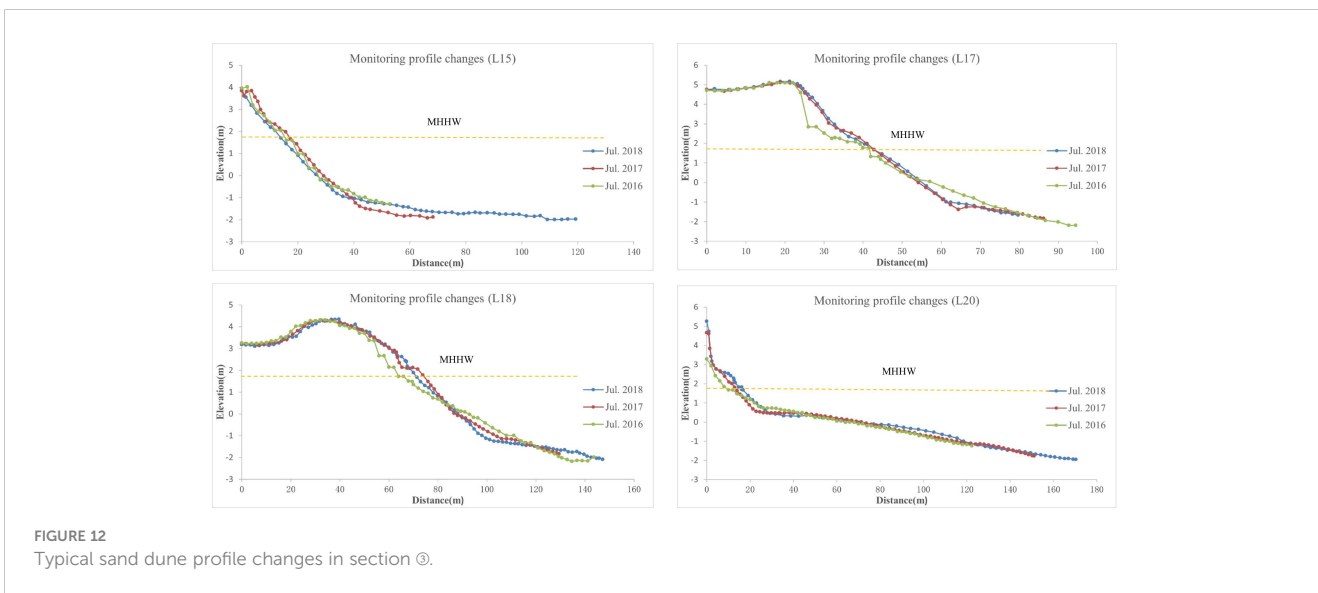 Monitoring profile changes (L15)
5
4
3
2
1
0
-1
-2
-3
Elevation(m)
MHHW
Jul. 2018
Jul. 2017
Jul. 2016
0 20 40 60 80 100 120 140
Distance(m)
Monitoring profile changes (L17)
6
5
4
3
2
1
0
-1
-2
-3
Elevation(m)
MHHW
Jul. 2018
Jul. 2017
Jul. 2016
0 10 20 30 40 50 60 70 80 90 100
Distance(m)
Monitoring profile changes (L18)
5
4
3
2
1
0
-1
-2
-3
Elevation(m)
MHHW
Jul. 2018
Jul. 2017
Jul. 2016
0 20 40 60 80 100 120 140 160
Distance(m)
Monitoring profile changes (L20)
6
5
4
3
2
1
0
-1
-2
-3
Elevation(m)
MHHW
Jul. 2018
Jul. 2017
Jul. 2016
0 20 40 60 80 100 120 140 160 180
Distance(m)
FIGURE 12
Typical sand dune profile changes in section ③.